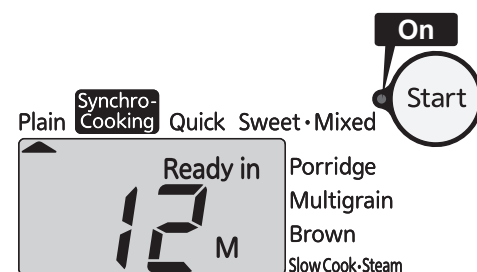 On
Start
Synchro-
Plain Cooking Quick Sweet・Mixed
Ready in
12 M
Porridge
Multigrain
Brown
Slow Cook・Steam